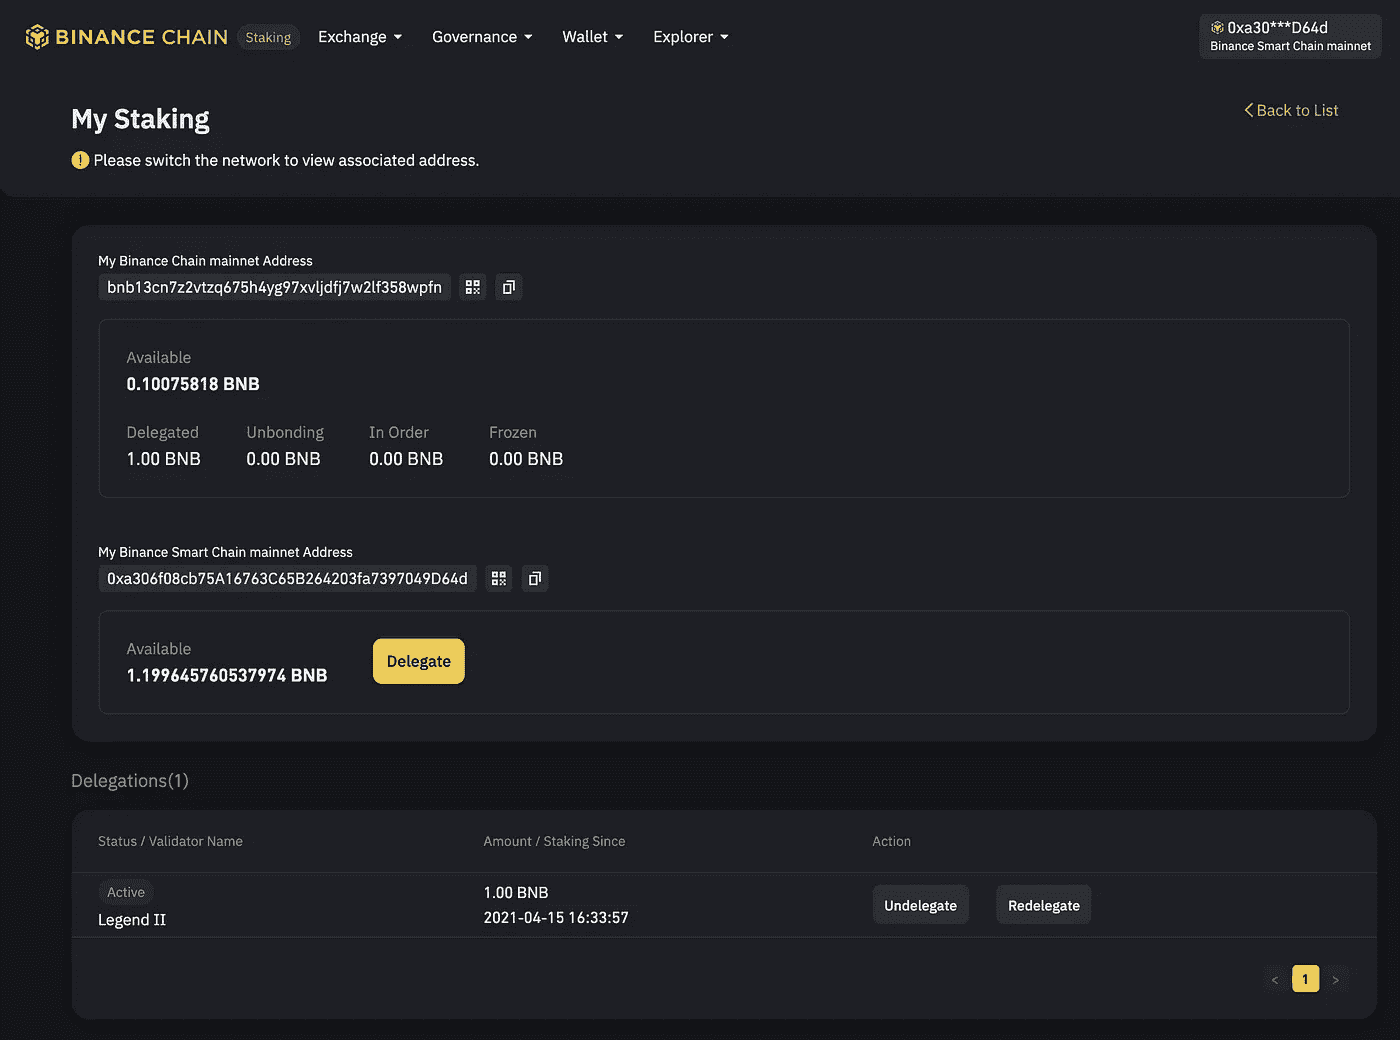 BINANCE CHAIN Staking Exchange Governance Wallet Explorer
0xa30***D64d
Binance Smart Chain mainnet
My Staking
Back to List
! Please switch the network to view associated address.
My Binance Chain mainnet Address
bnb13cn7z2vtzq675h4yg97xvljdfj7w2lf358wpfn
Available
0.10075818 BNB
Delegated Unbonding In Order Frozen
1.00 BNB 0.00 BNB 0.00 BNB 0.00 BNB
My Binance Smart Chain mainnet Address
0xa306f08cb75A16763C65B264203fa7397049D64d
Available
1.199645760537974 BNB
Delegate
Delegations(1)
Status / Validator Name Amount / Staking Since Action
Active
Legend II
1.00 BNB
2021-04-15 16:33:57
Undelegate Redelegate
< 1 >